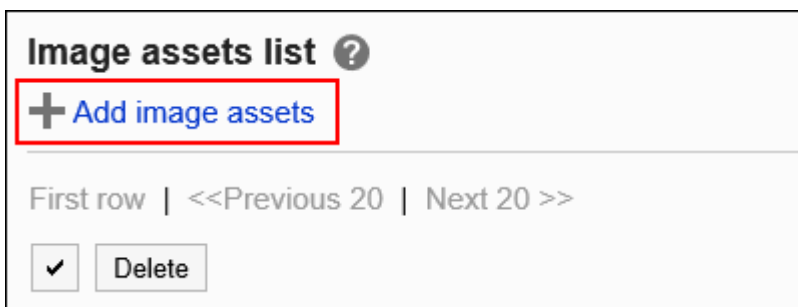 Image assets list ?
+ Add image assets
First row | <<Previous 20 | Next 20 >>
Delete